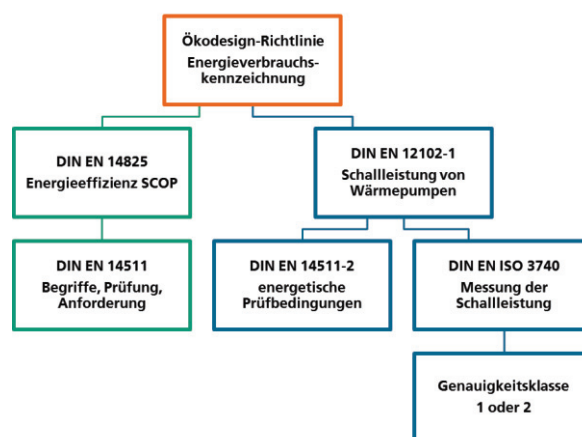 Ökodesign-Richtlinie
Energieverbrauchs-
kennzeichnung
DIN EN 14825
Energieeffizienz SCOP
DIN EN 12102-1
Schallleistung von
Wärmepumpen
DIN EN 14511
Begriffe, Prüfung,
Anforderung
DIN EN 14511-2
energetische
Prüfbedingungen
DIN EN ISO 3740
Messung der
Schallleistung
Genauigkeitsklasse
1 oder 2